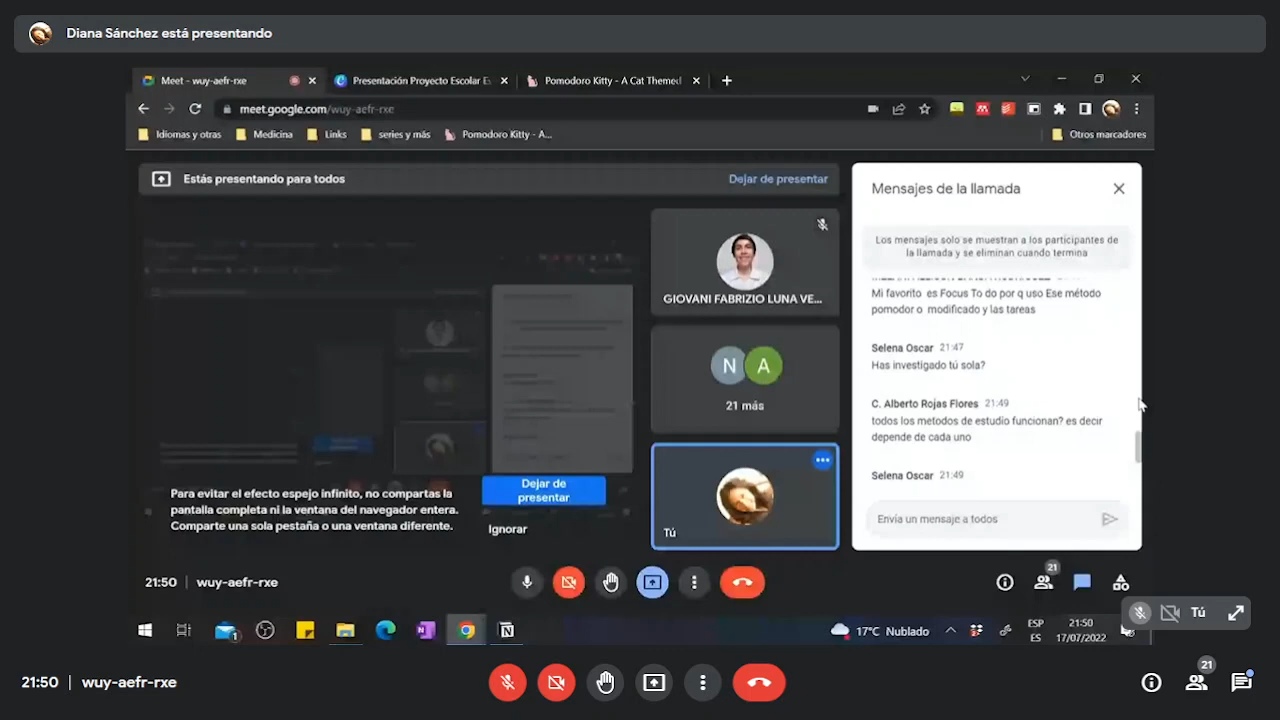 Diana Sánchez está presentando
Meet - wuy-aefr-rxe
Presentación Proyecto Escolar E
Pomodoro Kitty - A Cat Themed
meet.google.com/wuy-aefr-rxe
Idiomas y otras
Medicina
Links
series y más
Pomodoro Kitty - A...
Otros marcadores
Estás presentando para todos
Dejar de presentar
Mensajes de la llamada
Los mensajes solo se muestran a los participantes de
la llamada y se eliminan cuando termina
Mi favorito es Focus To do por q uso Ese método
pomodor o modificado y las tareas
Selena Oscar 21:47
Has investigado tú sola?
C. Alberto Rojas Flores 21:49
todos los metodos de estudio funcionan? es decir
depende de cada uno
Selena Oscar 21:49
Envía un mensaje a todos
GIOVANI FABRIZIO LUNA VE...
N
A
21 más
Tú
Para evitar el efecto espejo infinito, no compartas la
pantalla completa ni la ventana del navegador entera.
Comparte una sola pestaña o una ventana diferente.
Dejar de
presentar
Ignorar
21:50 | wuy-aefr-rxe
21
Tú
1
17°C Nublado
ESP
ES
21:50
17/07/2022
21:50 | wuy-aefr-rxe
21